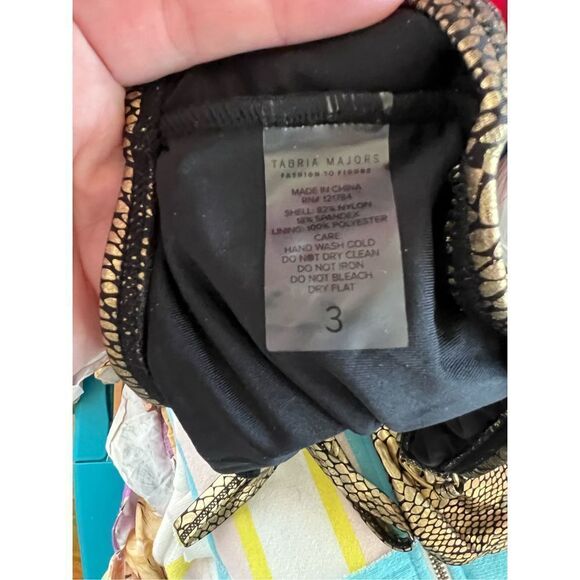 TABRIA MAJORS
FASHION TO FIGURE
MADE IN CHINA
RN# 121784
SHELL: 82% NYLON
18% SPANDEX
LINING: 100% POLYESTER
CARE:
HAND WASH COLD
DO NOT DRY CLEAN
DO NOT IRON
DO NOT BLEACH
DRY FLAT
3